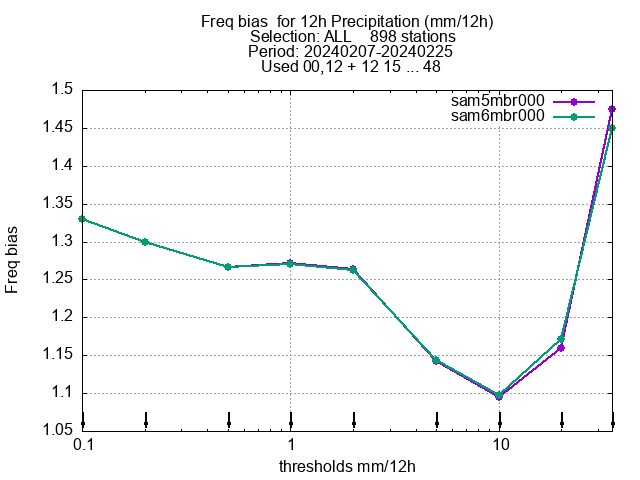 Freq bias  for 12h Precipitation (mm/12h)
Selection: ALL    898 stations
Period: 20240207-20240225
Used 00,12 + 12 15 ... 48
sam5mbr000
sam6mbr000
1.5
1.45
1.4
1.35
1.3
1.25
1.2
1.15
1.1
1.05
Freq bias
0.1 1 10
thresholds mm/12h